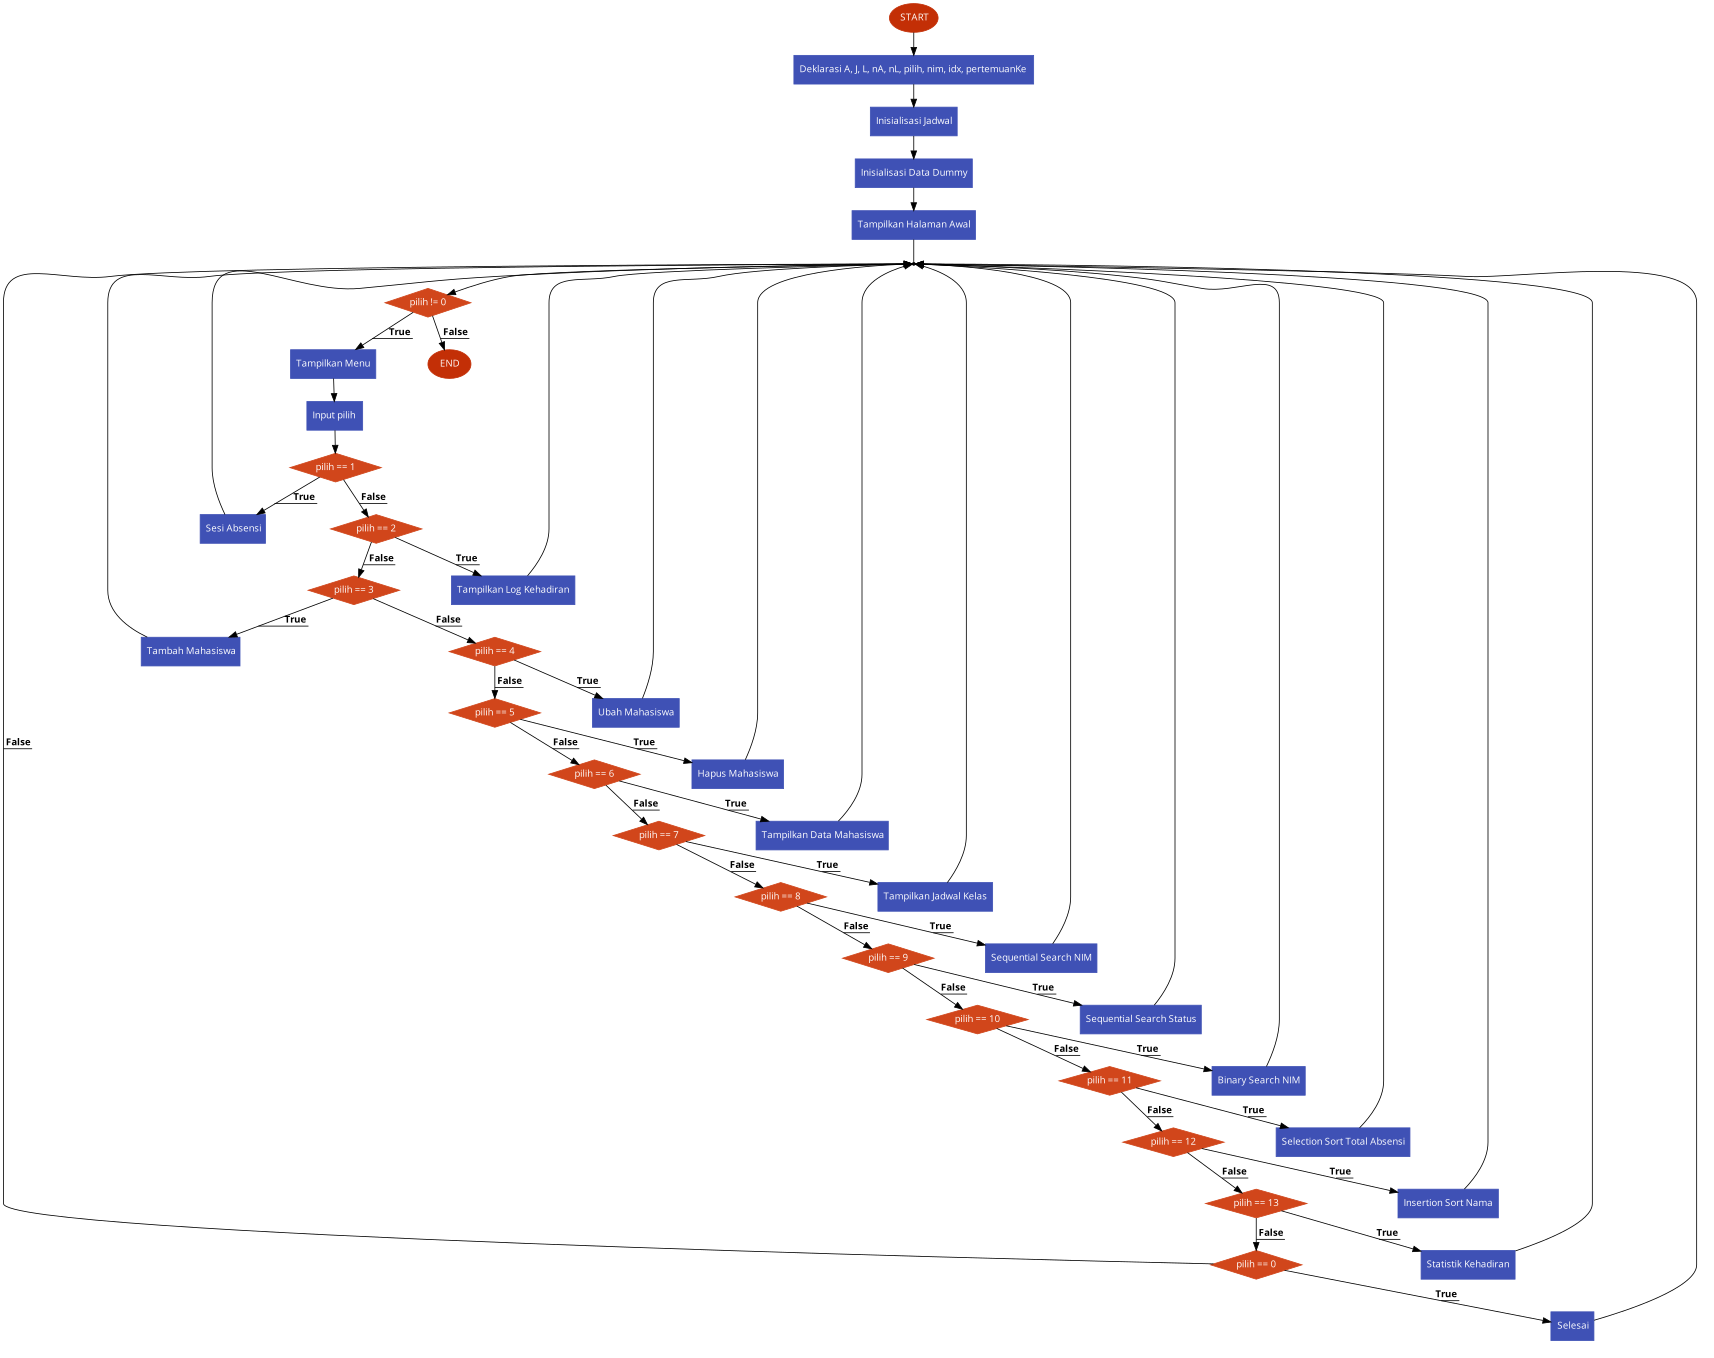 START
Deklarasi A, J, L, nA, nL, pilih, nim, idx, pertemuanKe
Inisialisasi Jadwal
Inisialisasi Data Dummy
Tampilkan Halaman Awal
pilih != 0
True
False
Tampilkan Menu
END
Input pilih
pilih == 1
True
False
Sesi Absensi
pilih == 2
False
True
Tampilkan Log Kehadiran
pilih == 3
True
False
Tambah Mahasiswa
pilih == 4
False
True
Ubah Mahasiswa
pilih == 5
False
False
True
Hapus Mahasiswa
pilih == 6
False
True
Tampilkan Data Mahasiswa
pilih == 7
False
True
Tampilkan Jadwal Kelas
pilih == 8
False
True
Sequential Search NIM
pilih == 9
False
True
Sequential Search Status
pilih == 10
False
True
Binary Search NIM
pilih == 11
False
True
Selection Sort Total Absensi
pilih == 12
False
True
Insertion Sort Nama
pilih == 13
False
True
Statistik Kehadiran
pilih == 0
True
Selesai